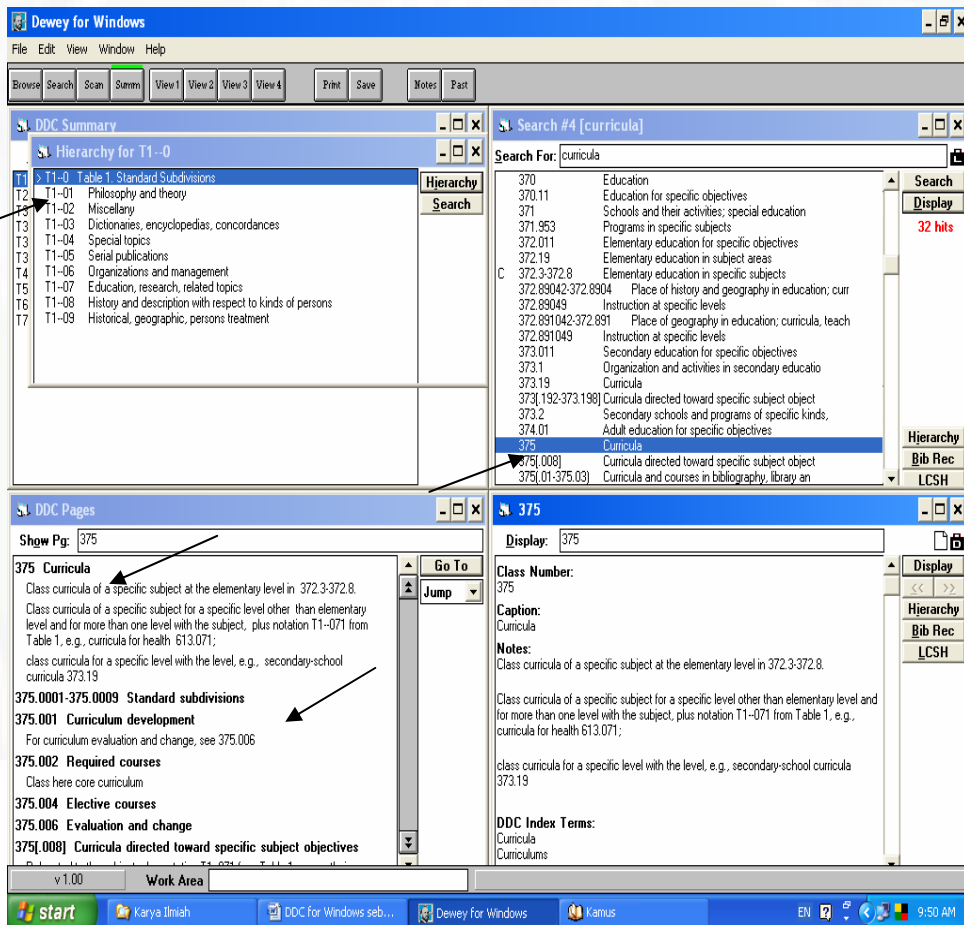 Dewey for Windows
File Edit View Window Help
Browse Search Scan Summ View 1 View 2 View 3 View 4 Print Save Notes Past
DDC Summary
Hierarchy for T1--0
T1
T2
T3
T3
T3
T4
T5
T6
T7
> T1--0 Table 1. Standard Subdivisions
T1--01 Philosophy and theory
T1--02 Miscellany
T1--03 Dictionaries, encyclopedias, concordances
T1--04 Special topics
T1--05 Serial publications
T1--06 Organizations and management
T1--07 Education, research, related topics
T1--08 History and description with respect to kinds of persons
T1--09 Historical, geographic, persons treatment
Hierarchy
Search
Search #4 [curricula]
Search For: curricula
370 Education
370.11 Education for specific objectives
371 Schools and their activities; special education
371.953 Programs in specific subjects
372.011 Elementary education for specific objectives
372.19 Elementary education in subject areas
C 372.3-372.8 Elementary education in specific subjects
372.89042-372.8904 Place of history and geography in education; curr
372.89049 Instruction at specific levels
372.891042-372.891 Place of geography in education; curricula, teach
372.891049 Instruction at specific levels
373.011 Secondary education for specific objectives
373.1 Organization and activities in secondary educatio
373.19 Curricula
373[.192-373.198] Curricula directed toward specific subject object
373.2 Secondary schools and programs of specific kinds,
374.01 Adult education for specific objectives
375 Curricula
375[.008] Curricula directed toward specific subject object
375[.01-375.03] Curricula and courses in bibliography, library an
Search
Display
32 hits
Hierarchy
Bib Rec
LCSH
DDC Pages
Show Pg: 375
375 Curricula
Class curricula of a specific subject at the elementary level in 372.3-372.8.
Class curricula of a specific subject for a specific level other than elementary
level and for more than one level with the subject, plus notation T1--071 from
Table 1, e.g., curricula for health 613.071;
class curricula for a specific level with the level, e.g., secondary-school
curricula 373.19
375.0001-375.0009 Standard subdivisions
375.001 Curriculum development
For curriculum evaluation and change, see 375.006
375.002 Required courses
Class here core curriculum
375.004 Elective courses
375.006 Evaluation and change
375[.008] Curricula directed toward specific subject objectives
Go To
Jump
375
Display: 375
Class Number:
375
Caption:
Curricula
Notes:
Class curricula of a specific subject at the elementary level in 372.3-372.8.
Class curricula of a specific subject for a specific level other than elementary level and
for more than one level with the subject, plus notation T1--071 from Table 1, e.g.,
curricula for health 613.071;
class curricula for a specific level with the level, e.g., secondary-school curricula
373.19
DDC Index Terms:
Curricula
Curriculums
Display
<< >>
Hierarchy
Bib Rec
LCSH
v 1.00 Work Area
start Karya Ilmiah DDC for Windows seb... Dewey for Windows Kamus EN 9:50 AM